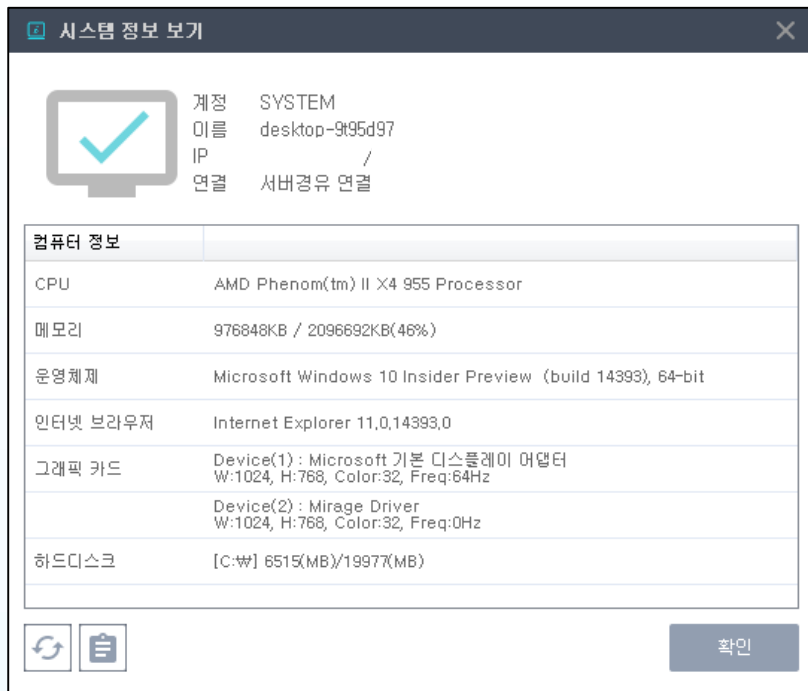 시스템 정보 보기
계정 SYSTEM
이름 desktop-9t95d97
IP /
연결 서버경유 연결
컴퓨터 정보
CPU AMD Phenom(tm) II X4 955 Processor
메모리 976848KB / 2096692KB(46%)
운영체제 Microsoft Windows 10 Insider Preview (build 14393), 64-bit
인터넷 브라우저 Internet Explorer 11,0,14393,0
그래픽 카드 Device(1) : Microsoft 기본 디스플레이 어댑터
W:1024, H:768, Color:32, Freq:64Hz
Device(2) : Mirage Driver
W:1024, H:768, Color:32, Freq:0Hz
하드디스크 [C:₩] 6515(MB)/19977(MB)
확인